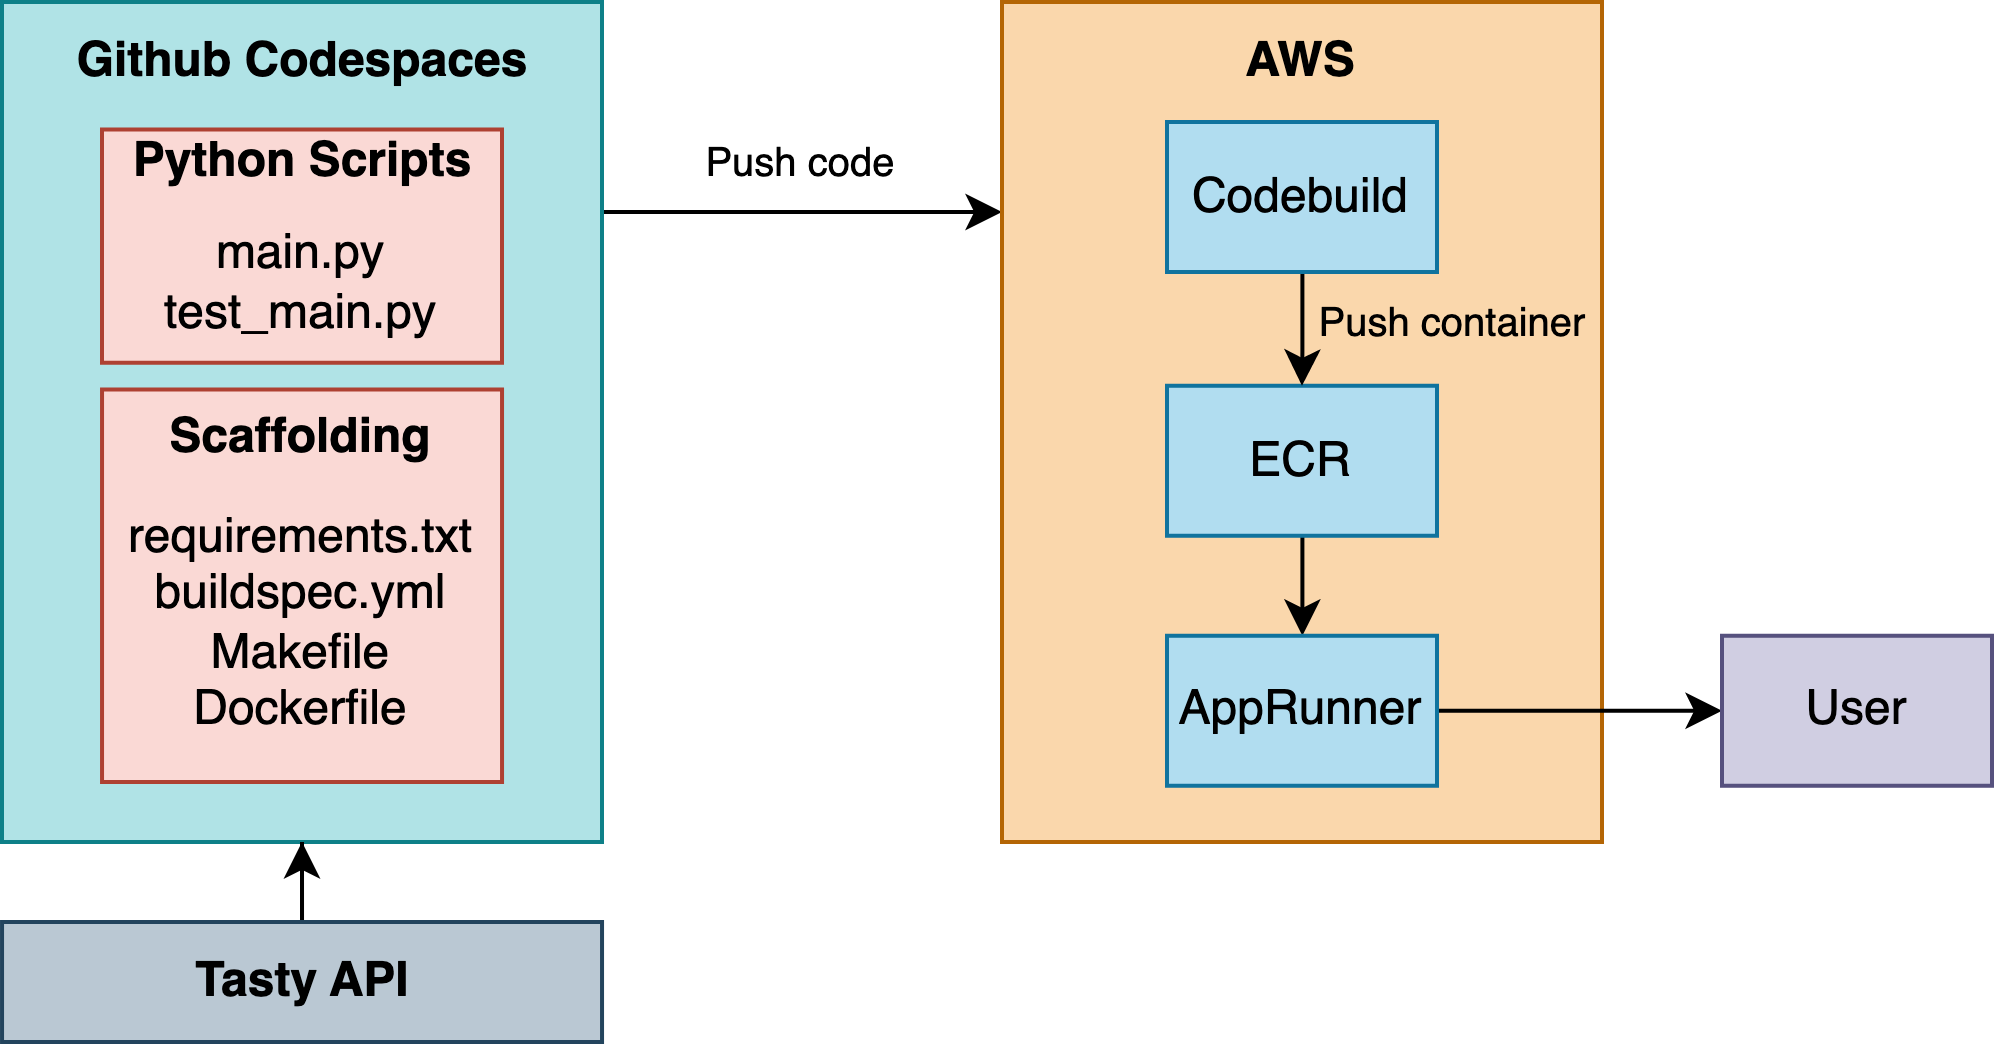 Github Codespaces
Python Scripts
main.py
test_main.py
Scaffolding
requirements.txt
buildspec.yml
Makefile
Dockerfile
Tasty API
Push code
AWS
Codebuild
Push container
ECR
AppRunner
User